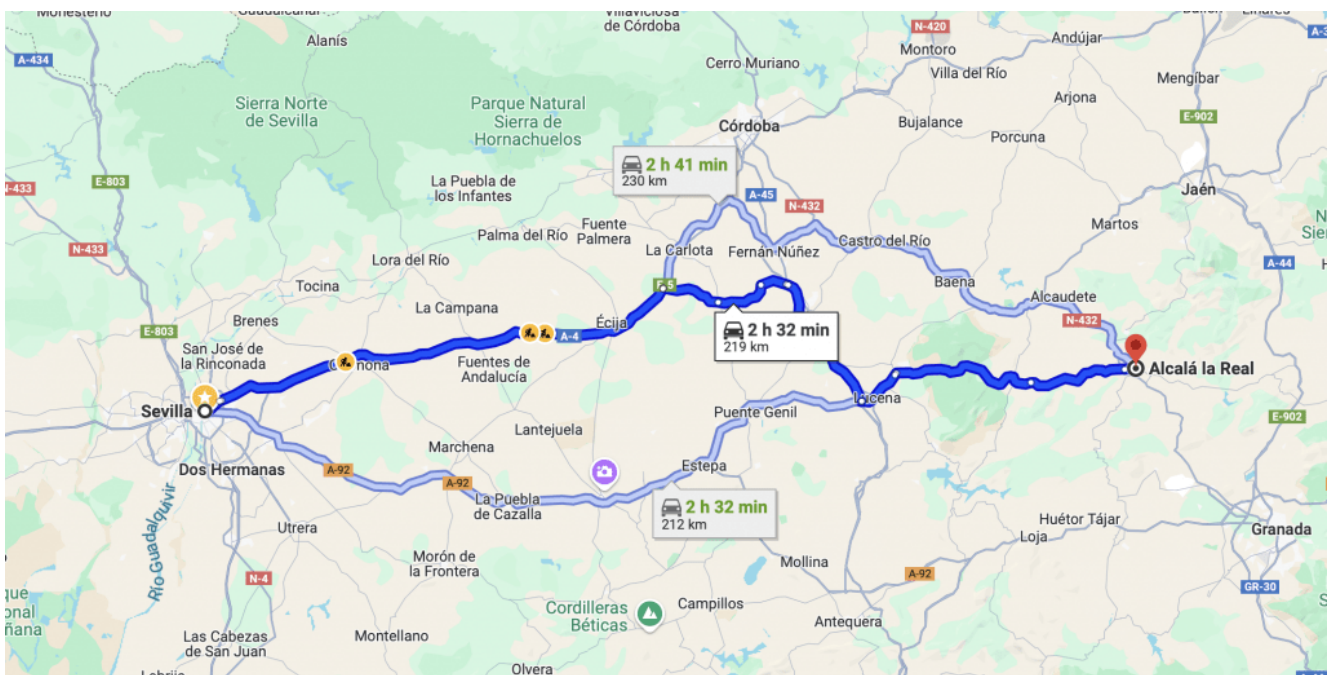 Monesterio
Guadalcanal
Villaviciosa
de Córdoba
N-420
Bailén
Linares
Alanís
Andújar
Montoro
A-434
Cerro Muriano
Villa del Río
Mengíbar
Sierra Norte
de Sevilla
Parque Natural
Sierra de
Hornachuelos
Arjona
Córdoba
Bujalance
E-902
Porcuna
2 h 41 min
230 km
E-803
N-433
La Puebla de
los Infantes
A-45
Jaén
N-432
Martos
Fuente
Palmera
Palma del Río
N-433
La Carlota
Fernán Núñez
Castro del Río
Lora del Río
A-44
Tocina
E-5
Baena
Alcaudete
La Campana
N-432
Brenes
Écija
E-803
A-4
2 h 32 min
219 km
San José de
la Rinconada
Carmona
Fuentes de
Andalucía
Alcalá la Real
Lucena
Sevilla
Puente Genil
E-902
Lantejuela
Marchena
Dos Hermanas
A-92
Estepa
A-92
La Puebla
de Cazalla
2 h 32 min
212 km
Río Guadalquivir
Utrera
Huétor Tájar
Granada
Loja
Morón de
la Frontera
Mollina
A-92
N-4
GR-30
Cordilleras
Béticas
Campillos
Antequera
Las Cabezas
de San Juan
Montellano
Olvera
Lebrija